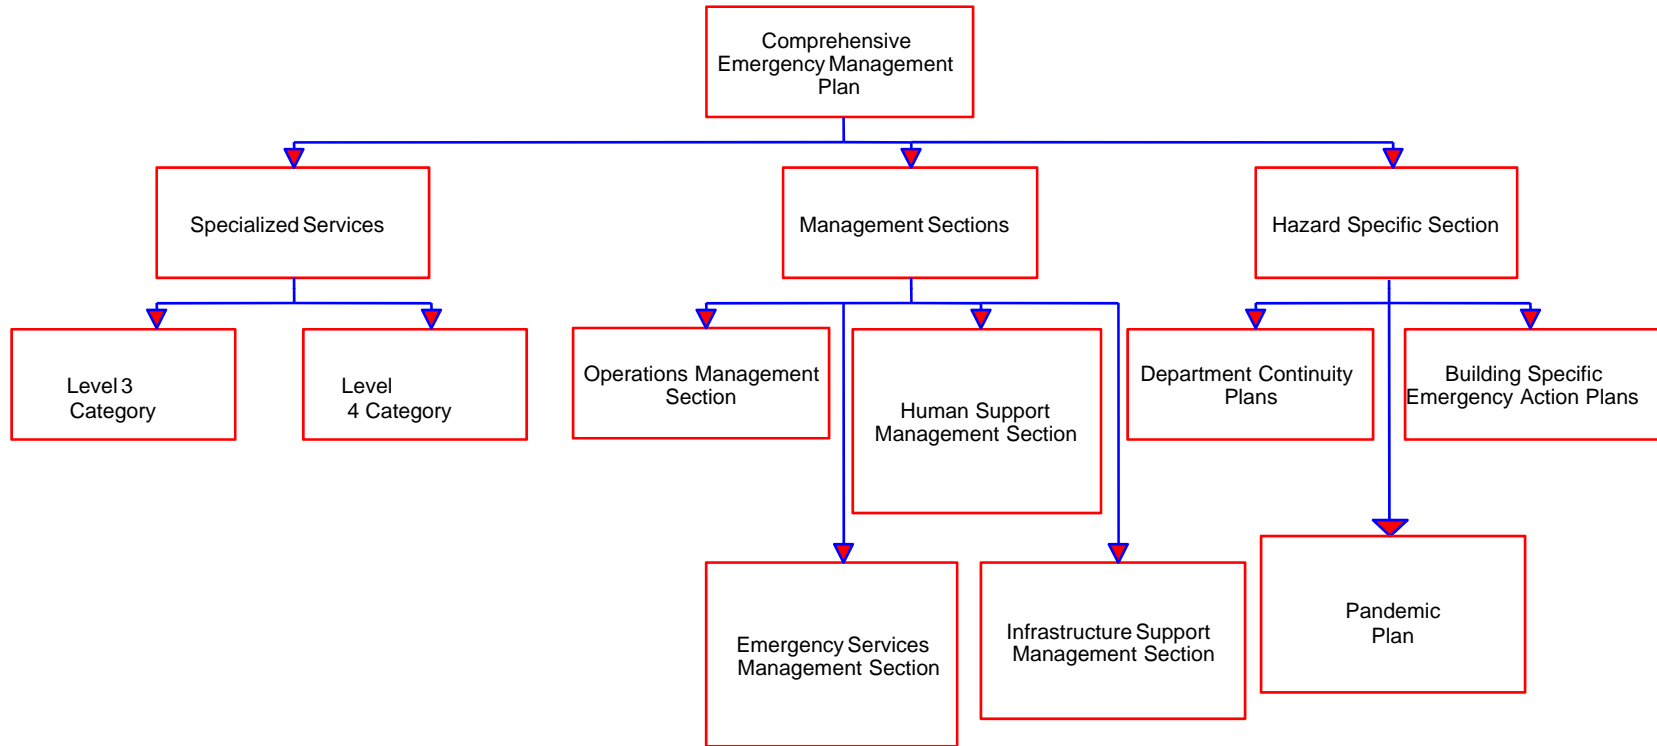 Comprehensive
Emergency Management
Plan
Specialized Services
Management Sections
Hazard Specific Section
Level 3
Category
Level
4 Category
Operations Management
Section
Human Support
Management Section
Department Continuity
Plans
Building Specific
Emergency Action Plans
Emergency Services
Management Section
Infrastructure Support
Management Section
Pandemic
Plan